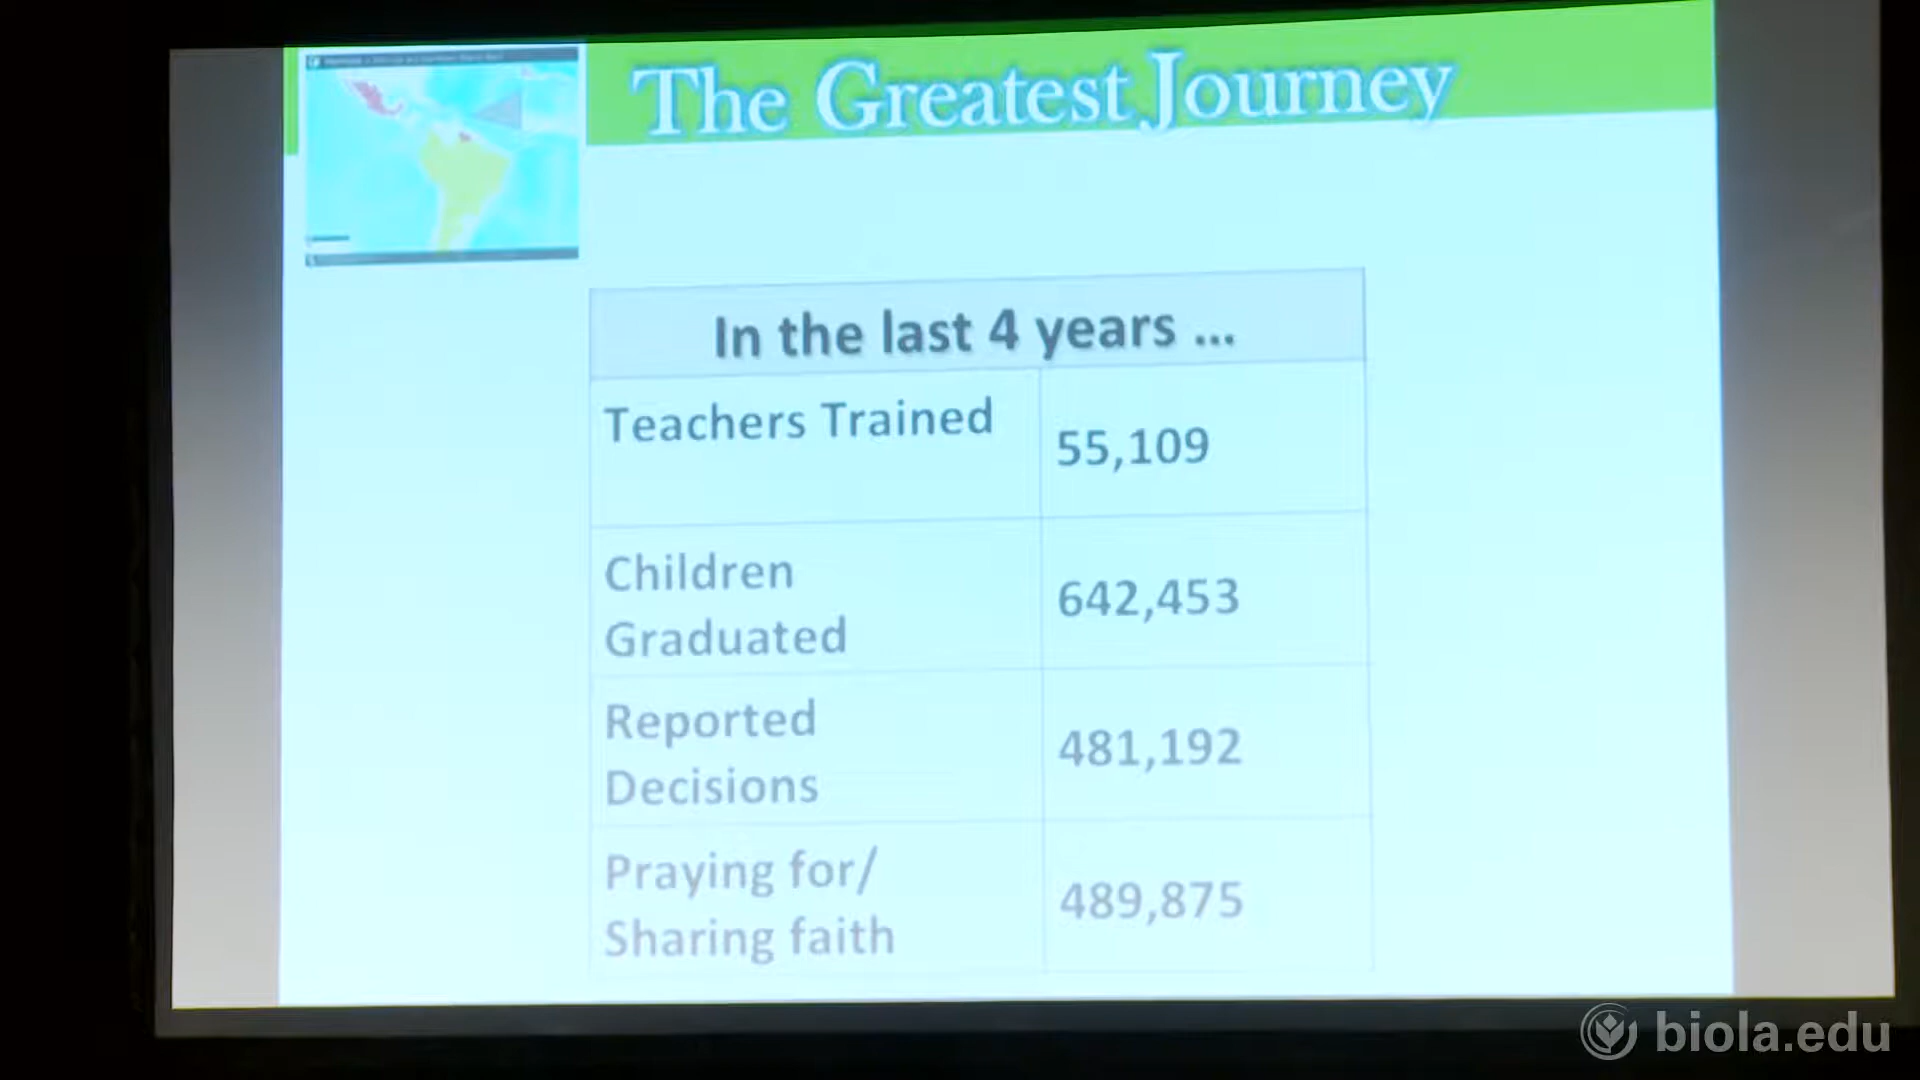 The Greatest Journey
In the last 4 years ...
Teachers Trained
55,109
Children
Graduated
642,453
Reported
Decisions
481,192
Praying for/
Sharing faith
489,875
biola.edu